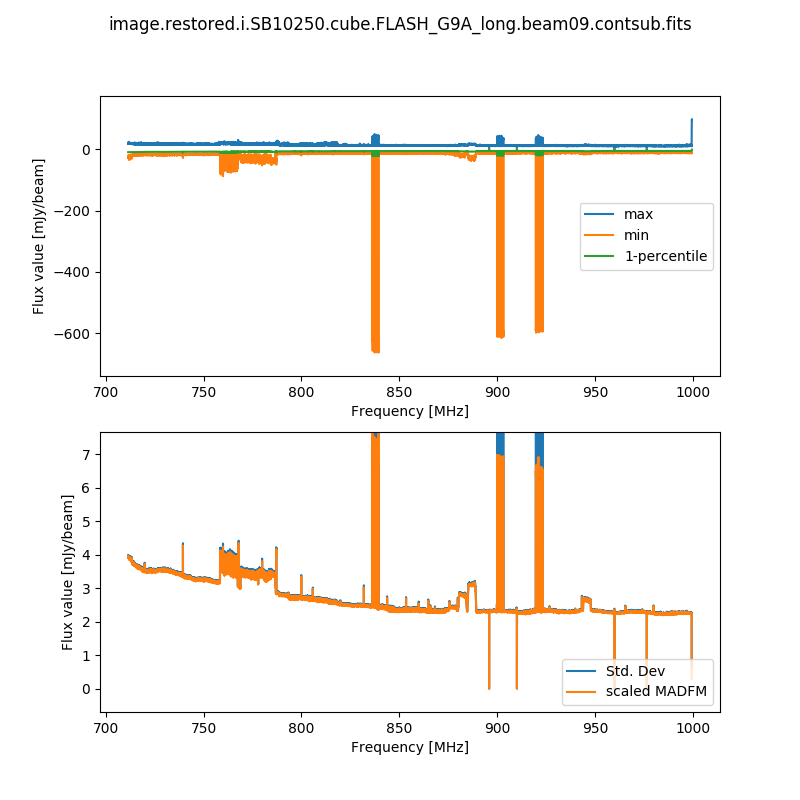 image.restored.i.SB10250.cube.FLASH_G9A_long.beam09.contsub.fits
0
−200
−400
−600
Flux value [mJy/beam]
max
min
1-percentile
700 750 800 850 900 950 1000
Frequency [MHz]
7
6
5
4
3
2
1
0
Flux value [mJy/beam]
Std. Dev
scaled MADFM
700 750 800 850 900 950 1000
Frequency [MHz]